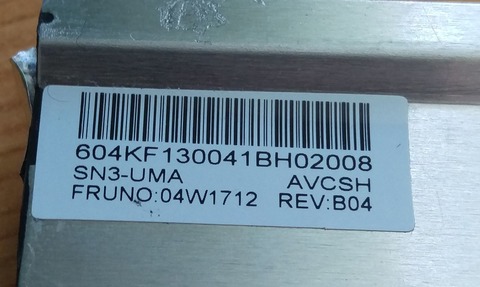 604KF130041BH02008
SN3-UMA AVCSH
FRUNO:04W1712 REV:B04